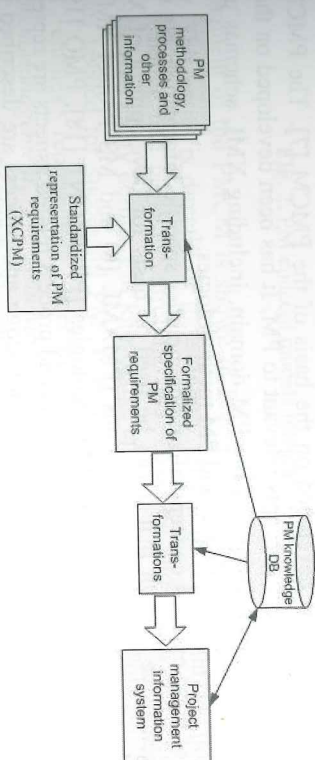 PM
methodology,
processes and
other
information
Trans-
formation
Standardized
representation of PM
requirements
(XCPM)
Formalized
specification of
PM
requirements
Trans-
formations
PM knowledge
DB
Project
management
information
system